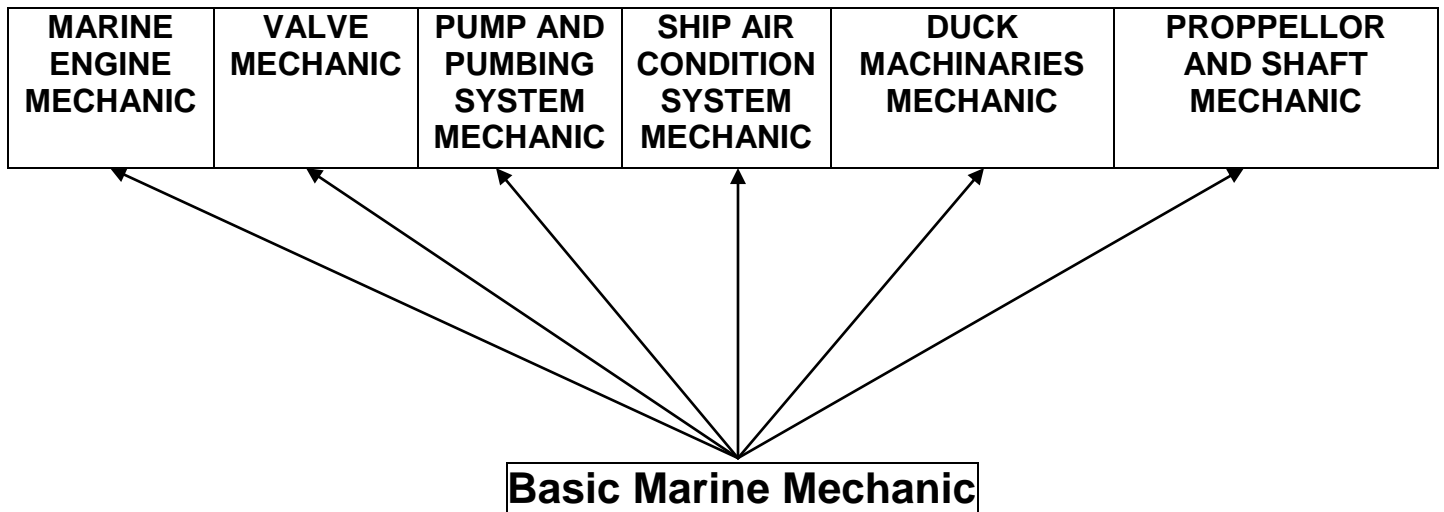 MARINE
ENGINE
MECHANIC
VALVE
MECHANIC
PUMP AND
PUMBING
SYSTEM
MECHANIC
SHIP AIR
CONDITION
SYSTEM
MECHANIC
DUCK
MACHINARIES
MECHANIC
PROPPELLOR
AND SHAFT
MECHANIC
Basic Marine Mechanic